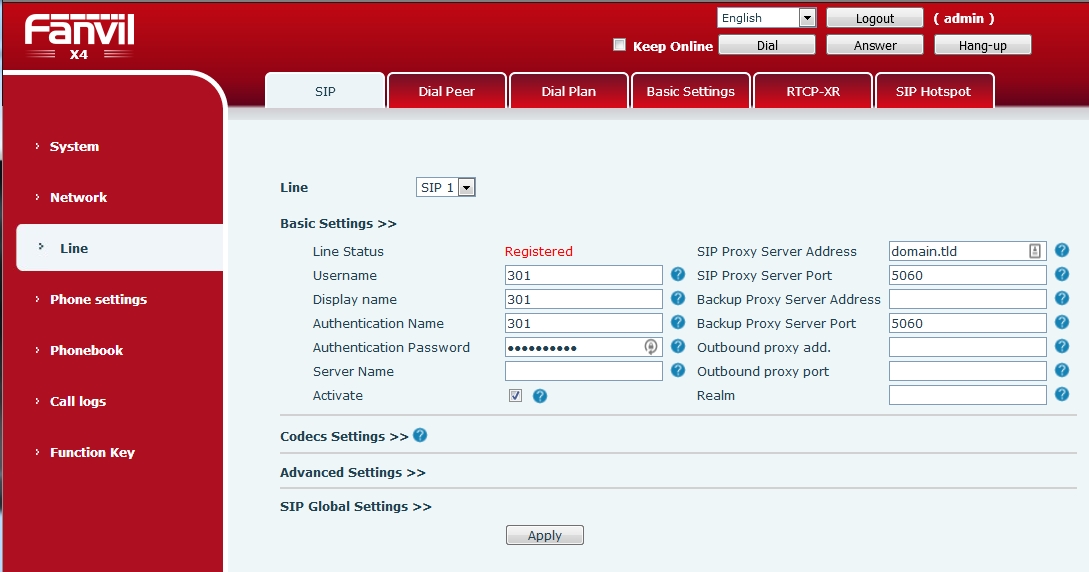 Fanvil
X4
English
Logout
( admin )
Keep Online
Dial
Answer
Hang-up
SIP
Dial Peer
Dial Plan
Basic Settings
RTCP-XR
SIP Hotspot
System
Network
Line
Phone settings
Phonebook
Call logs
Function Key
Line
SIP 1
Basic Settings >>
Line Status
Registered
SIP Proxy Server Address
domain.tld
Username
301
SIP Proxy Server Port
5060
Display name
301
Backup Proxy Server Address
Authentication Name
301
Backup Proxy Server Port
5060
Authentication Password
••••••••••
Outbound proxy add.
Server Name
Outbound proxy port
Activate
Realm
Codecs Settings >>
Advanced Settings >>
SIP Global Settings >>
Apply